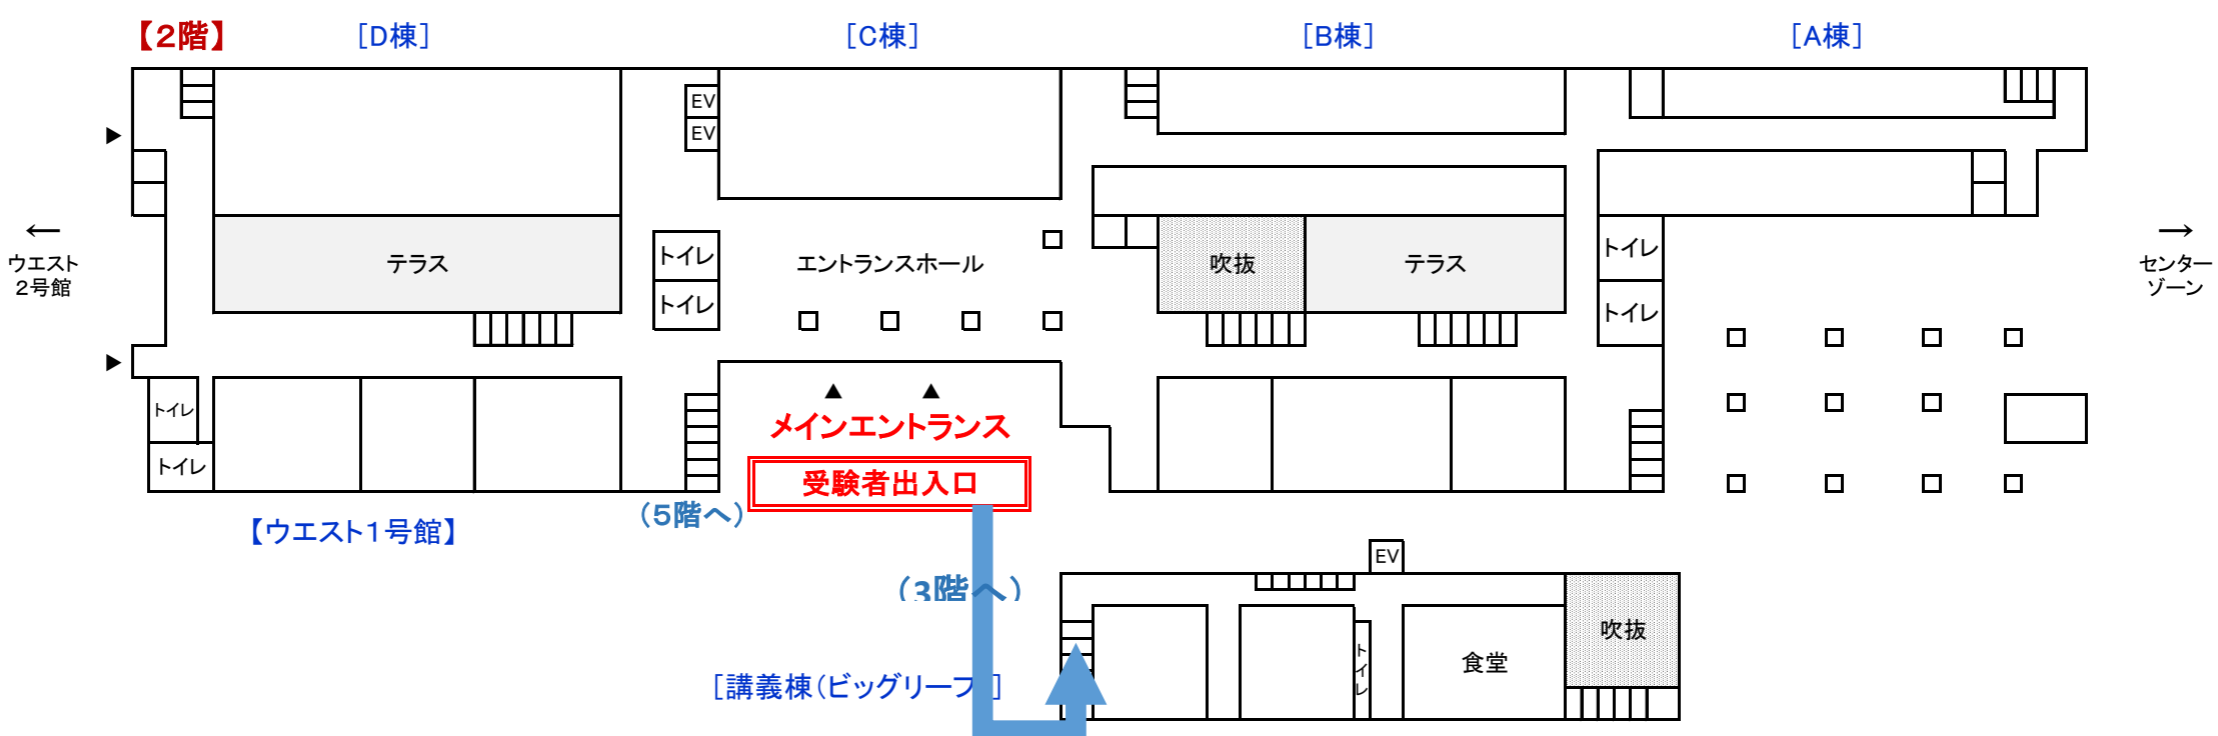 【2階】
[D棟]
[C棟]
[B棟]
[A棟]
EV
EV
←
ウエスト
2号館
テラス
トイレ
トイレ
エントランスホール
吹抜
テラス
トイレ
トイレ
→
センター
ゾーン
トイレ
トイレ
メインエントランス
受験者出入口
(5階へ)
【ウエスト1号館】
(3階へ)
EV
[講義棟(ビッグリーフ]
トイレ
食堂
吹抜